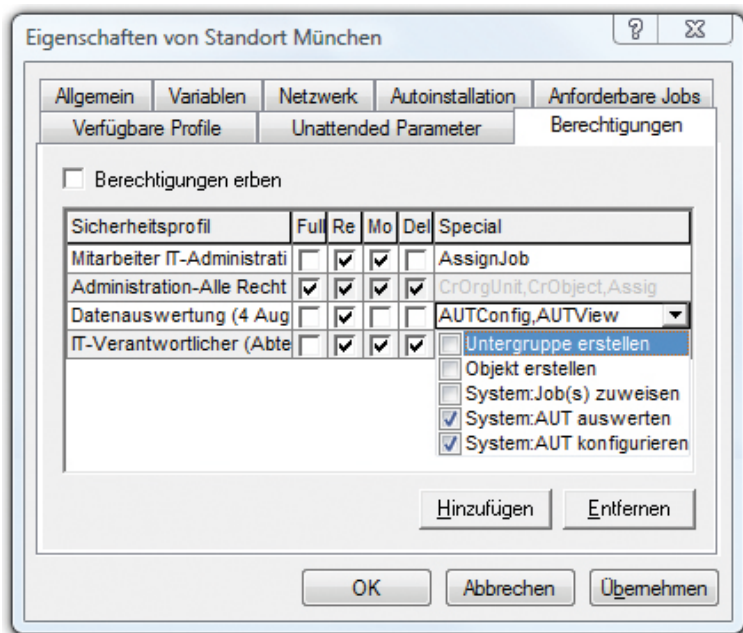 Eigenschaften von Standort München
Allgemein Variablen Netzwerk Autoinstallation Anforderbare Jobs
Verfügbare Profile Unattended Parameter Berechtigungen
Berechtigungen erben
Sicherheitsprofil Full Re Mo Del Special
Mitarbeiter IT-Administrati AssignJob
Administration-Alle Recht CrOrgUnit,CrObject,Assig
Datenauswertung (4 Aug AUTConfig,AUTView
IT-Verantwortlicher (Abte Untergruppe erstellen
Objekt erstellen
System:Job(s) zuweisen
System:AUT auswerten
System:AUT konfigurieren
Hinzufügen Entfernen
OK Abbrechen Übernehmen